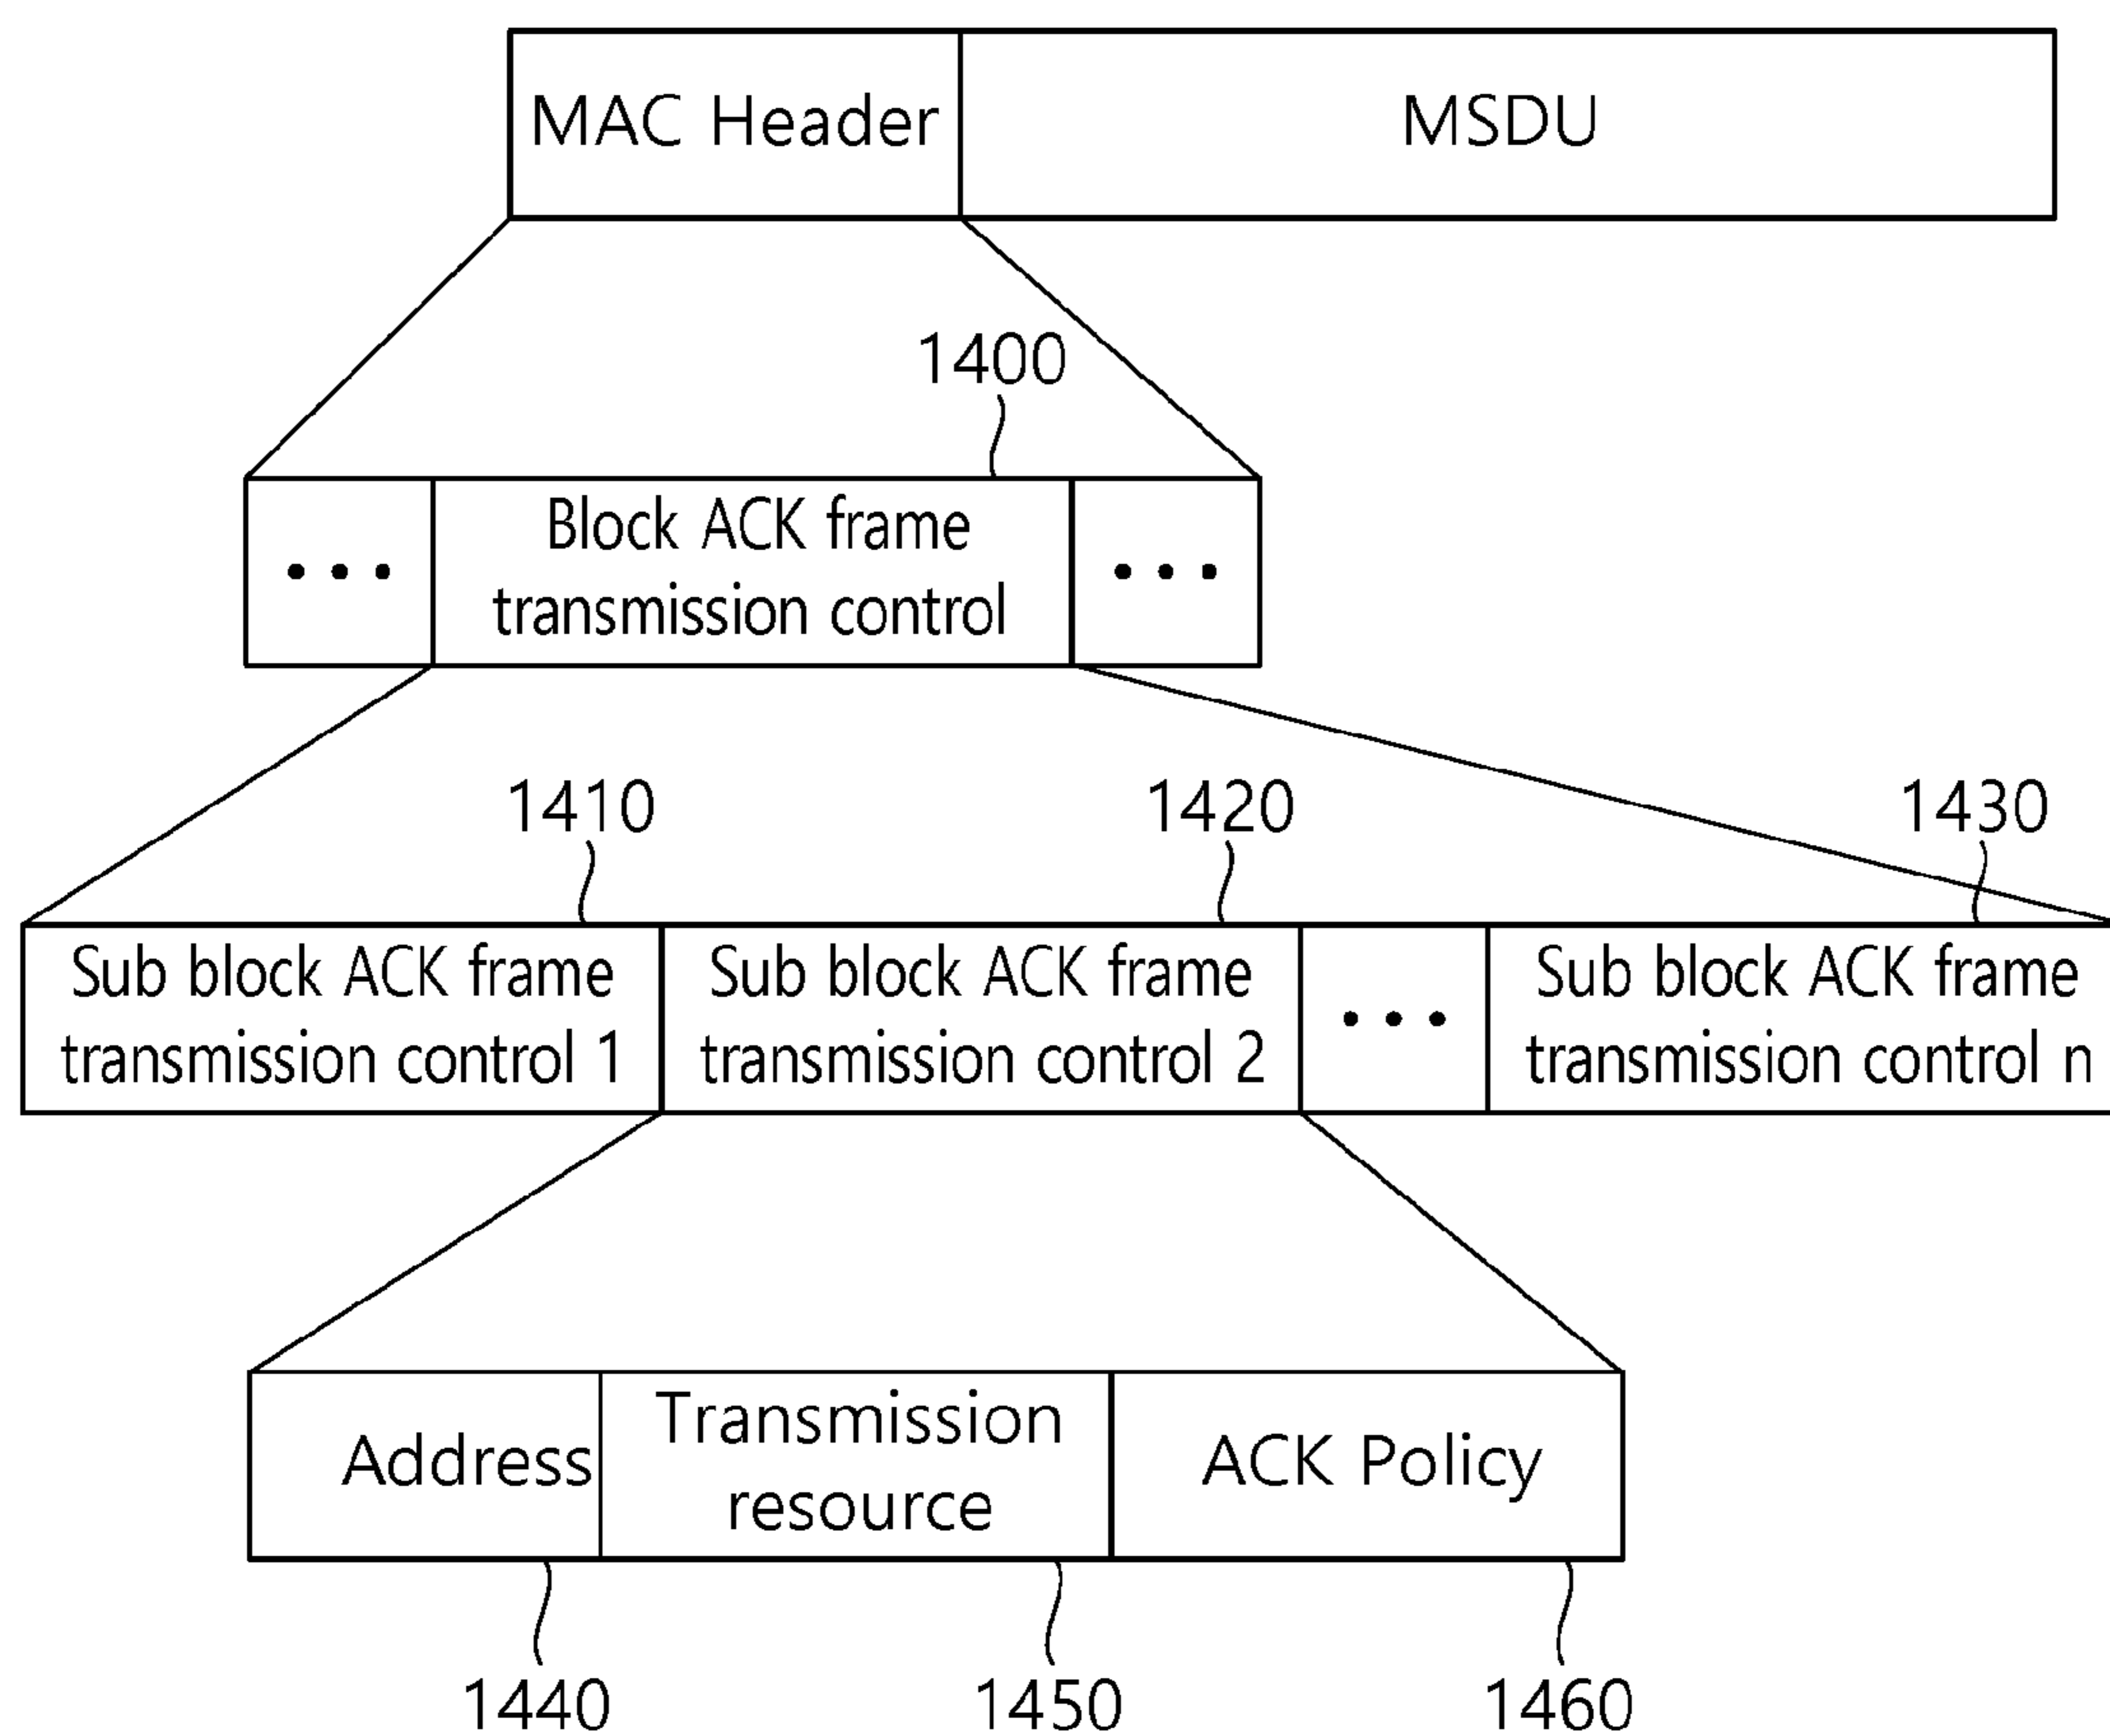 MAC Header
MSDU
1400
Block ACK frame
transmission control
1410
1420
1430
Sub block ACK frame
transmission control 1
Sub block ACK frame
transmission control 2
Sub block ACK frame
transmission control n
Address
Transmission
resource
ACK Policy
1440
1450
1460